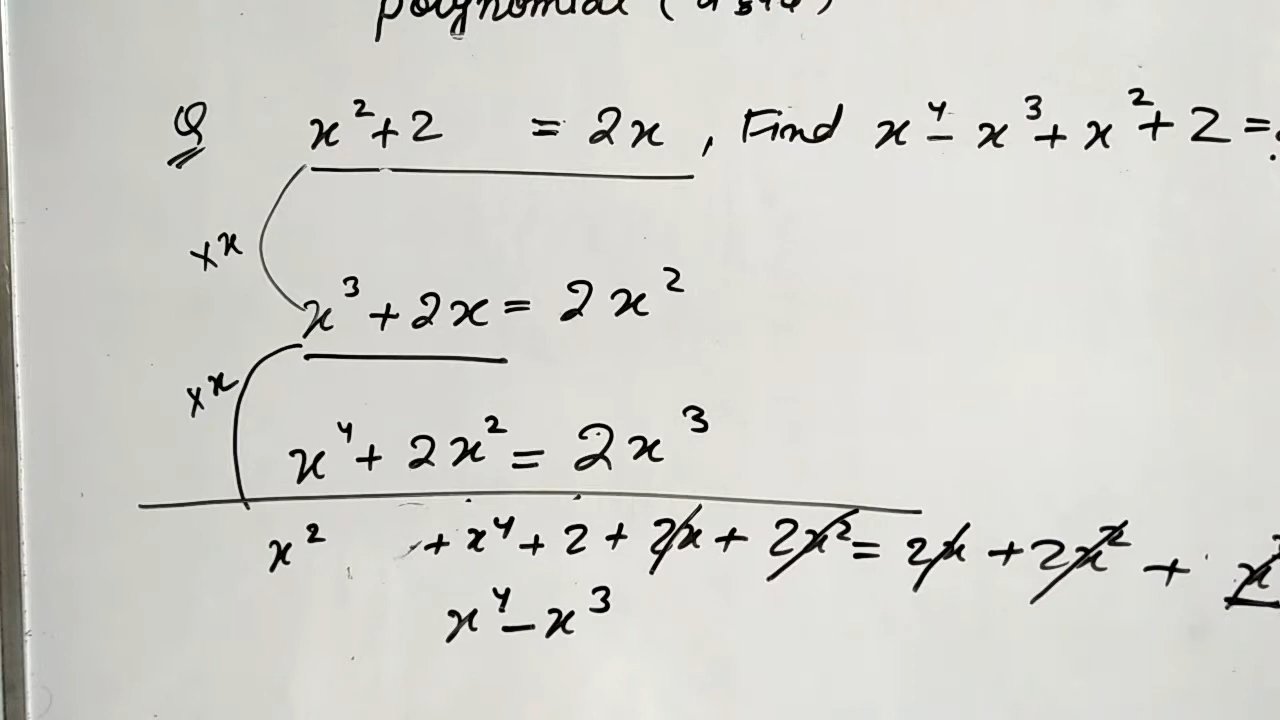 polynomial (
Q x² + 2 = 2x, Find x⁴ - x³ + x² + 2 =
×x
x³ + 2x = 2x²
×x
x⁴ + 2x² = 2x³
x² + x⁴ + 2 + 2x + 2x² = 2x + 2x² +
x⁴ - x³